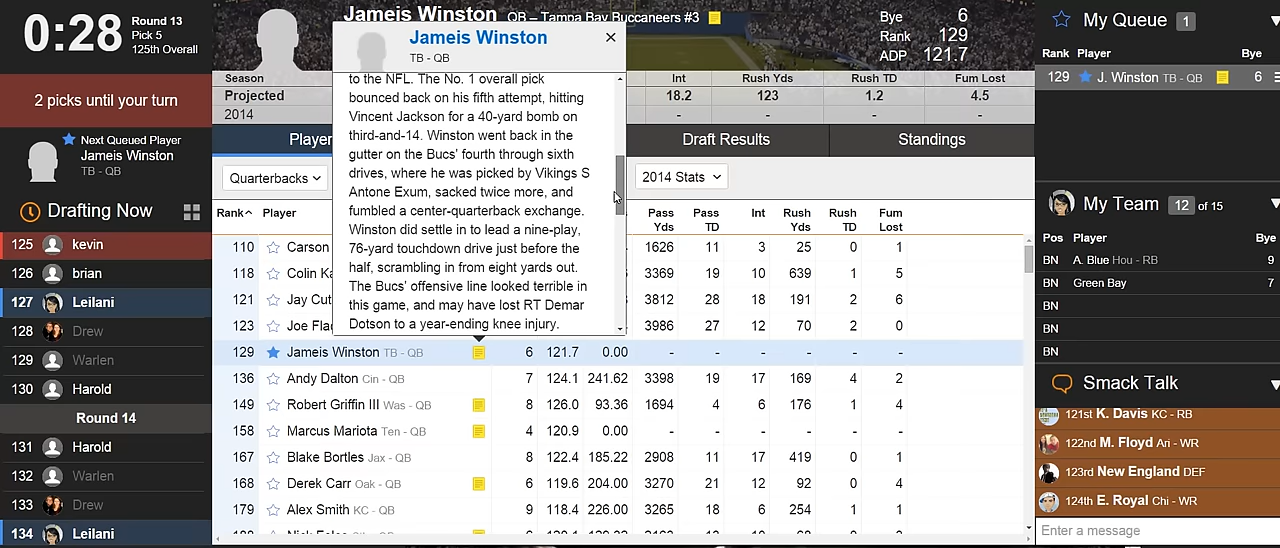 0:28
Round 13
Pick 5
125th Overall
2 picks until your turn
Next Queued Player
Jameis Winston
TB - QB
Drafting Now
125 kevin
126 brian
127 Leilani
128 Drew
129 Warlen
130 Harold
Round 14
131 Harold
132 Warlen
133 Drew
134 Leilani
Jameis Winston QB – Tampa Bay Buccaneers #3
Bye 6
Rank 129
ADP 121.7
Season Int Rush Yds Rush TD Fum Lost
Projected 18.2 123 1.2 4.5
2014 - - - -
Player Draft Results Standings
Jameis Winston
TB - QB
to the NFL. The No. 1 overall pick
bounced back on his fifth attempt, hitting
Vincent Jackson for a 40-yard bomb on
third-and-14. Winston went back in the
gutter on the Bucs' fourth through sixth
drives, where he was picked by Vikings S
Antone Exum, sacked twice more, and
fumbled a center-quarterback exchange.
Winston did settle in to lead a nine-play,
76-yard touchdown drive just before the
half, scrambling in from eight yards out.
The Bucs' offensive line looked terrible in
this game, and may have lost RT Demar
Dotson to a year-ending knee injury.
Quarterbacks 2014 Stats
Rank Player Pass Yds Pass TD Int Rush Yds Rush TD Fum Lost
110 Carson 1626 11 3 25 0 1
118 Colin Ka 3369 19 10 639 1 5
121 Jay Cut 3812 28 18 191 2 6
123 Joe Fla 3986 27 12 70 2 0
129 Jameis Winston TB - QB 6 121.7 0.00 - - - - - -
136 Andy Dalton Cin - QB 7 124.1 241.62 3398 19 17 169 4 2
149 Robert Griffin III Was - QB 8 126.0 93.36 1694 4 6 176 1 4
158 Marcus Mariota Ten - QB 4 120.9 0.00 - - - - - -
167 Blake Bortles Jax - QB 8 122.4 185.22 2908 11 17 419 0 1
168 Derek Carr Oak - QB 6 119.6 204.00 3270 21 12 92 0 4
179 Alex Smith KC - QB 9 118.4 226.00 3265 18 6 254 1 1
My Queue 1
Rank Player Bye
129 J. Winston TB - QB 6
My Team 12 of 15
Pos Player Bye
BN A. Blue Hou - RB 9
BN Green Bay 7
BN
BN
BN
Smack Talk
121st K. Davis KC - RB
122nd M. Floyd Ari - WR
123rd New England DEF
124th E. Royal Chi - WR
Enter a message